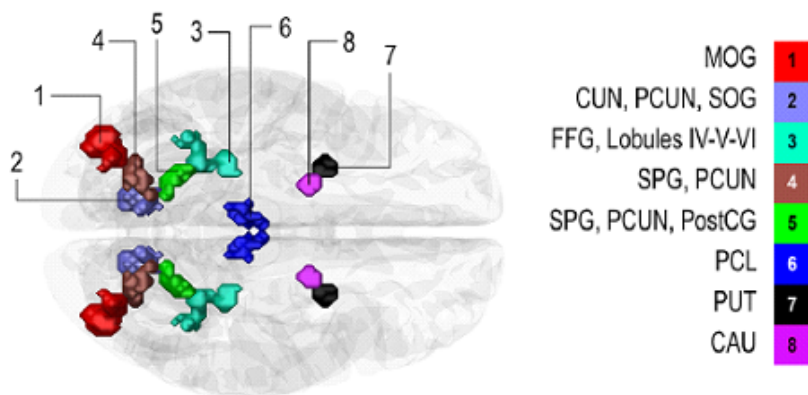 5
4
3
6
8
7
1
2
MOG 1
CUN, PCUN, SOG 2
FFG, Lobules IV-V-VI 3
SPG, PCUN 4
SPG, PCUN, PostCG 5
PCL 6
PUT 7
CAU 8